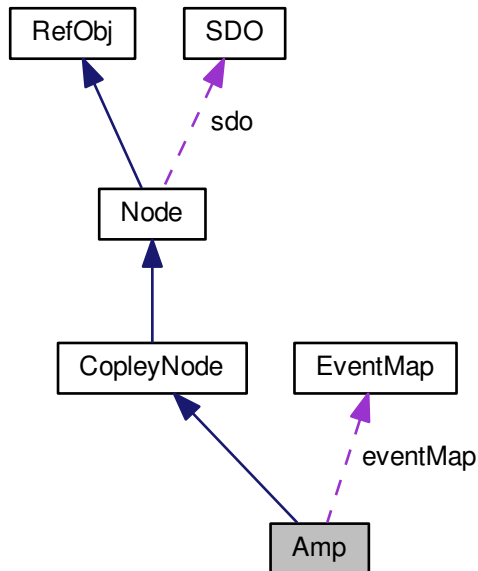 RefObj
SDO
sdo
Node
CopleyNode
EventMap
eventMap
Amp